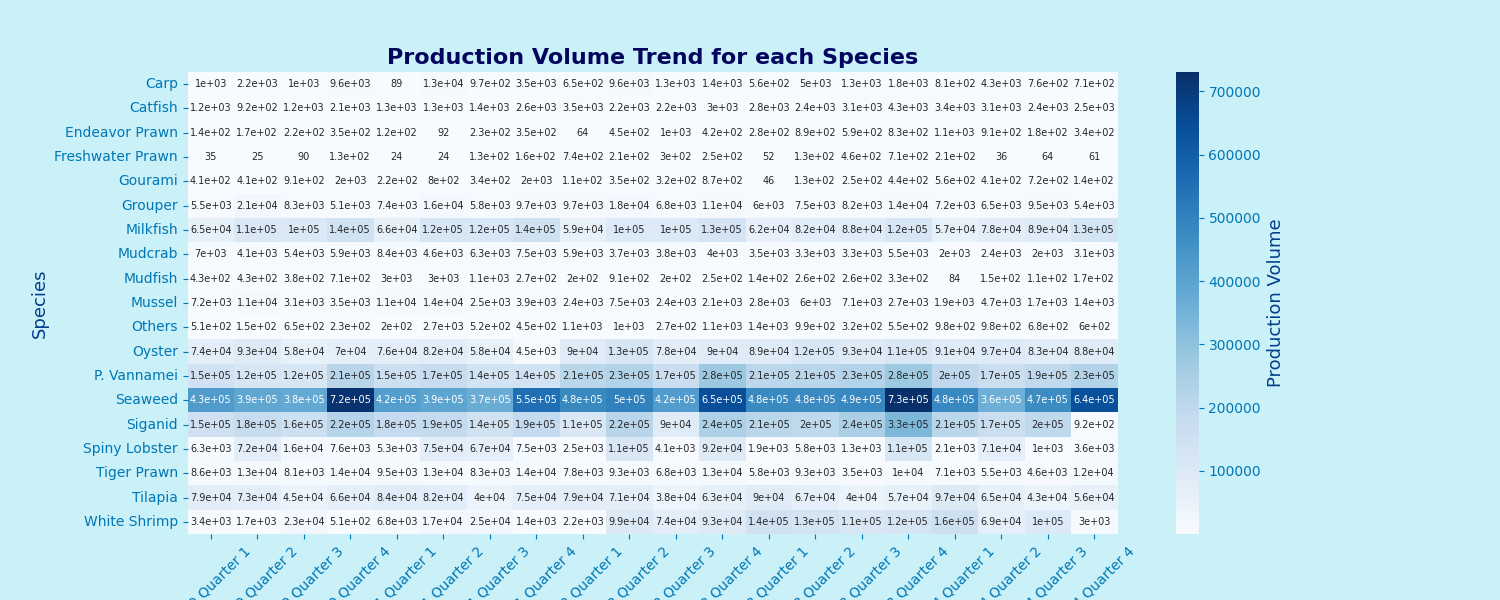 Production Volume Trend for each Species
Carp 1e+03 2.2e+03 1e+03 9.6e+03 89 1.3e+04 9.7e+02 3.5e+03 6.5e+02 9.6e+03 1.3e+03 1.4e+03 5.6e+02 5e+03 1.3e+03 1.8e+03 8.1e+02 4.3e+03 7.6e+02 7.1e+02
Catfish 1.2e+03 9.2e+02 1.2e+03 2.1e+03 1.3e+03 1.3e+03 1.4e+03 2.6e+03 3.5e+03 2.2e+03 2.2e+03 3e+03 2.8e+03 2.4e+03 3.1e+03 4.3e+03 3.4e+03 3.1e+03 2.4e+03 2.5e+03
Endeavor Prawn 1.4e+02 1.7e+02 2.2e+02 3.5e+02 1.2e+02 92 2.3e+02 3.5e+02 64 4.5e+02 1e+03 4.2e+02 2.8e+02 8.9e+02 5.9e+02 8.3e+02 1.1e+03 9.1e+02 1.8e+02 3.4e+02
Freshwater Prawn 35 25 90 1.3e+02 24 24 1.3e+02 1.6e+02 7.4e+02 2.1e+02 3e+02 2.5e+02 52 1.3e+02 4.6e+02 7.1e+02 2.1e+02 36 64 61
Gourami 4.1e+02 4.1e+02 9.1e+02 2e+03 2.2e+02 8e+02 3.4e+02 2e+03 1.1e+02 3.5e+02 3.2e+02 8.7e+02 46 1.3e+02 2.5e+02 4.4e+02 5.6e+02 4.1e+02 7.2e+02 1.4e+02
Grouper 5.5e+03 2.1e+04 8.3e+03 5.1e+03 7.4e+03 1.6e+04 5.8e+03 9.7e+03 9.7e+03 1.8e+04 6.8e+03 1.1e+04 6e+03 7.5e+03 8.2e+03 1.4e+04 7.2e+03 6.5e+03 9.5e+03 5.4e+03
Milkfish 6.5e+04 1.1e+05 1e+05 1.4e+05 6.6e+04 1.2e+05 1.2e+05 1.4e+05 5.9e+04 1e+05 1e+05 1.3e+05 6.2e+04 8.2e+04 8.8e+04 1.2e+05 5.7e+04 7.8e+04 8.9e+04 1.3e+05
Mudcrab 7e+03 4.1e+03 5.4e+03 5.9e+03 8.4e+03 4.6e+03 6.3e+03 7.5e+03 5.9e+03 3.7e+03 3.8e+03 4e+03 3.5e+03 3.3e+03 3.3e+03 5.5e+03 2e+03 2.4e+03 2e+03 3.1e+03
Mudfish 4.3e+02 4.3e+02 3.8e+02 7.1e+02 3e+03 3e+03 1.1e+03 2.7e+02 2e+02 9.1e+02 2e+02 2.5e+02 1.4e+02 2.6e+02 2.6e+02 3.3e+02 84 1.5e+02 1.1e+02 1.7e+02
Mussel 7.2e+03 1.1e+04 3.1e+03 3.5e+03 1.1e+04 1.4e+04 2.5e+03 3.9e+03 2.4e+03 7.5e+03 2.4e+03 2.1e+03 2.8e+03 6e+03 7.1e+03 2.7e+03 1.9e+03 4.7e+03 1.7e+03 1.4e+03
Others 5.1e+02 1.5e+02 6.5e+02 2.3e+02 2e+02 2.7e+03 5.2e+02 4.5e+02 1.1e+03 1e+03 2.7e+02 1.1e+03 1.4e+03 9.9e+02 3.2e+02 5.5e+02 9.8e+02 9.8e+02 6.8e+02 6e+02
Oyster 7.4e+04 9.3e+04 5.8e+04 7e+04 7.6e+04 8.2e+04 5.8e+04 4.5e+03 9e+04 1.3e+05 7.8e+04 9e+04 8.9e+04 1.2e+05 9.3e+04 1.1e+05 9.1e+04 9.7e+04 8.3e+04 8.8e+04
P. Vannamei 1.5e+05 1.2e+05 1.2e+05 2.1e+05 1.5e+05 1.7e+05 1.4e+05 1.4e+05 2.1e+05 2.3e+05 1.7e+05 2.8e+05 2.1e+05 2.1e+05 2.3e+05 2.8e+05 2e+05 1.7e+05 1.9e+05 2.3e+05
Seaweed 4.3e+05 3.9e+05 3.8e+05 7.2e+05 4.2e+05 3.9e+05 3.7e+05 5.5e+05 4.8e+05 5e+05 4.2e+05 6.5e+05 4.8e+05 4.8e+05 4.9e+05 7.3e+05 4.8e+05 3.6e+05 4.7e+05 6.4e+05
Siganid 1.5e+05 1.8e+05 1.6e+05 2.2e+05 1.8e+05 1.9e+05 1.4e+05 1.9e+05 1.1e+05 2.2e+05 9e+04 2.4e+05 2.1e+05 2e+05 2.4e+05 3.3e+05 2.1e+05 1.7e+05 2e+05 9.2e+02
Spiny Lobster 6.3e+03 7.2e+04 1.6e+04 7.6e+03 5.3e+03 7.5e+04 6.7e+04 7.5e+03 2.5e+03 1.1e+05 4.1e+03 9.2e+04 1.9e+03 5.8e+03 1.3e+03 1.1e+05 2.1e+03 7.1e+04 1e+03 3.6e+03
Tiger Prawn 8.6e+03 1.3e+04 8.1e+03 1.4e+04 9.5e+03 1.3e+04 8.3e+03 1.4e+04 7.8e+03 9.3e+03 6.8e+03 1.3e+04 5.8e+03 9.3e+03 3.5e+03 1e+04 7.1e+03 5.5e+03 4.6e+03 1.2e+04
Tilapia 7.9e+04 7.3e+04 4.5e+04 6.6e+04 8.4e+04 8.2e+04 4e+04 7.5e+04 7.9e+04 7.1e+04 3.8e+04 6.3e+04 9e+04 6.7e+04 4e+04 5.7e+04 9.7e+04 6.5e+04 4.3e+04 5.6e+04
White Shrimp 3.4e+03 1.7e+03 2.3e+04 5.1e+02 6.8e+03 1.7e+04 2.5e+04 1.4e+03 2.2e+03 9.9e+04 7.4e+04 9.3e+04 1.4e+05 1.3e+05 1.1e+05 1.2e+05 1.6e+05 6.9e+04 1e+05 3e+03
Species
Quarter 1
Quarter 2
Quarter 3
Quarter 4
Quarter 1
Quarter 2
Quarter 3
Quarter 4
Quarter 1
Quarter 2
Quarter 3
Quarter 4
Quarter 1
Quarter 2
Quarter 3
Quarter 4
Quarter 1
Quarter 2
Quarter 3
Quarter 4
700000
600000
500000
400000
300000
200000
100000
Production Volume